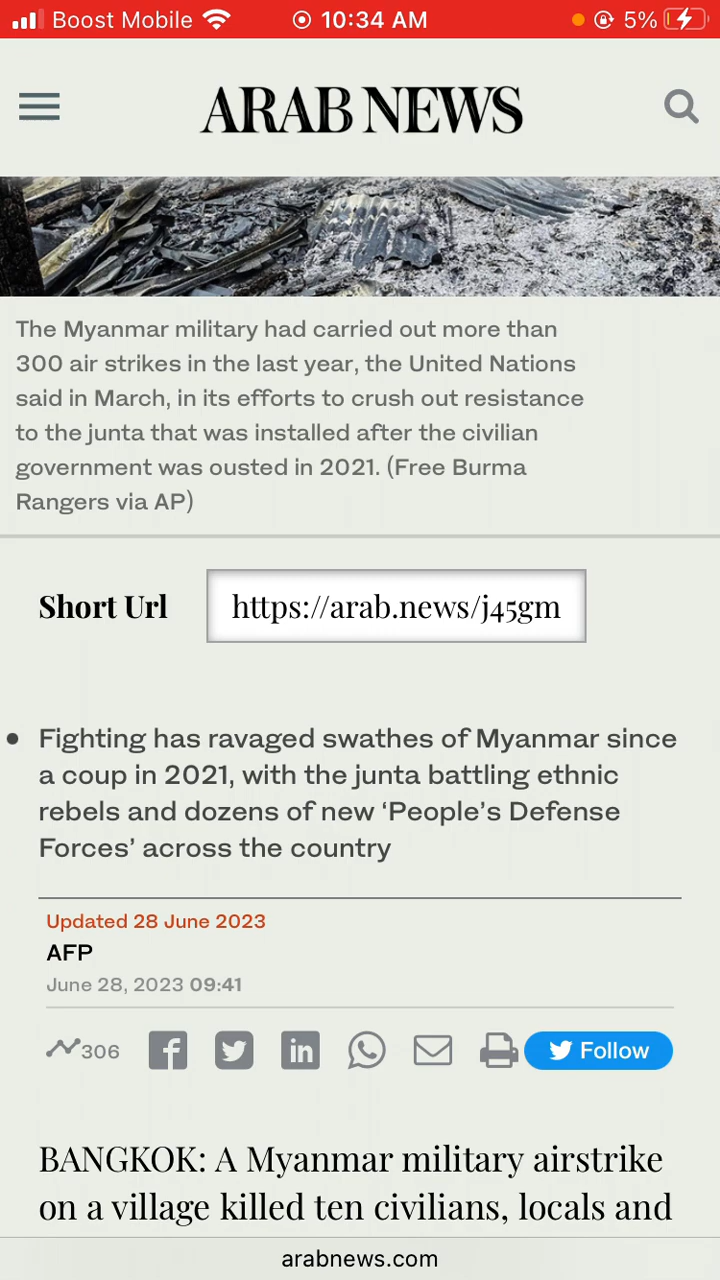 Boost Mobile 10:34 AM 5%
ARAB NEWS
The Myanmar military had carried out more than
300 air strikes in the last year, the United Nations
said in March, in its efforts to crush out resistance
to the junta that was installed after the civilian
government was ousted in 2021. (Free Burma
Rangers via AP)
Short Url https://arab.news/j45gm
• Fighting has ravaged swathes of Myanmar since
a coup in 2021, with the junta battling ethnic
rebels and dozens of new ‘People’s Defense
Forces’ across the country
Updated 28 June 2023
AFP
June 28, 2023 09:41
306 Follow
BANGKOK: A Myanmar military airstrike
on a village killed ten civilians, locals and
arabnews.com